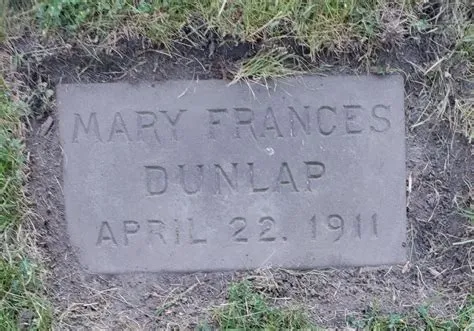 MARY FRANCES
DUNLAP
APRIL 22, 1911